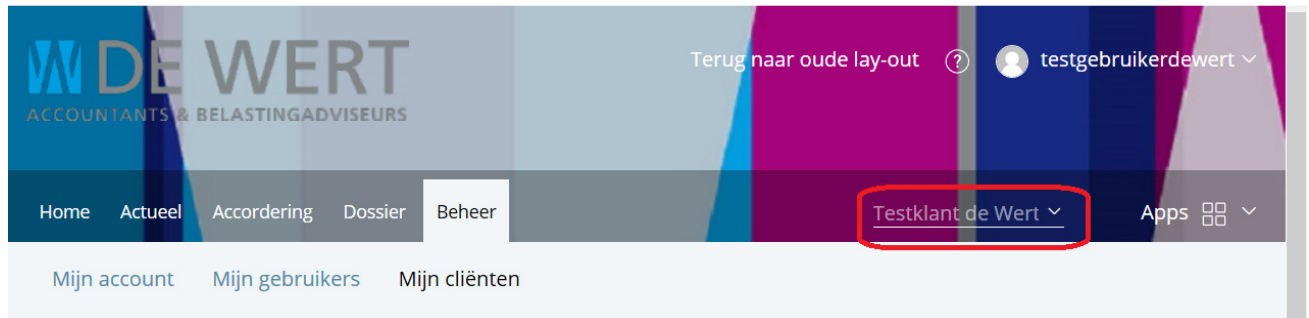 W DE WERT
ACCOUNTANTS & BELASTINGADVISEURS
Terug naar oude lay-out ? testgebruikerdewert
Home Actueel Accordering Dossier Beheer Testklant de Wert Apps
Mijn account Mijn gebruikers Mijn cliënten